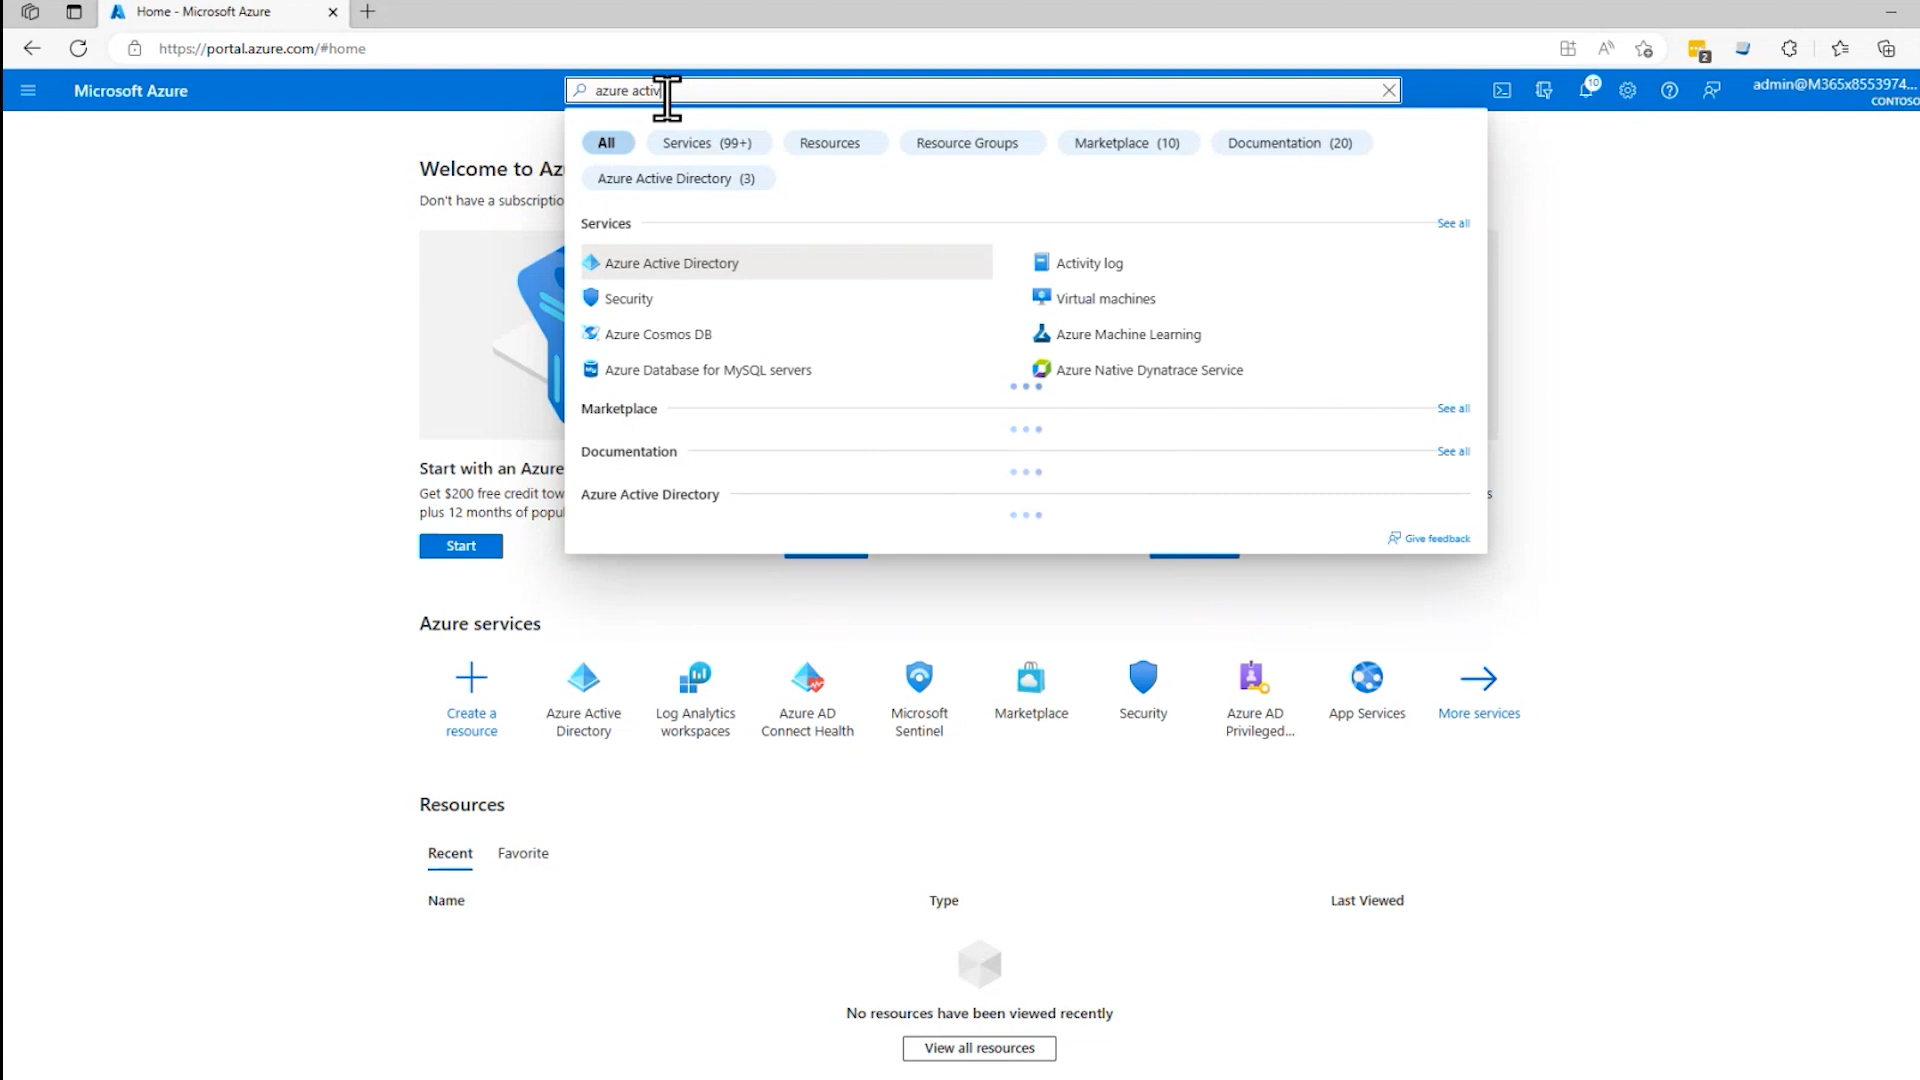 Home - Microsoft Azure
https://portal.azure.com/#home
2
Microsoft Azure
azure activ
10
admin@M365x8553974...
CONTOSO
All
Services (99+)
Resources
Resource Groups
Marketplace (10)
Documentation (20)
Azure Active Directory (3)
Welcome to Az
Don't have a subscriptio
Services
See all
Azure Active Directory
Activity log
Security
Virtual machines
Azure Cosmos DB
Azure Machine Learning
Azure Database for MySQL servers
Azure Native Dynatrace Service
Marketplace
See all
Documentation
See all
Azure Active Directory
Give feedback
Start with an Azure
Get $200 free credit tow
plus 12 months of popul
s
Start
Azure services
Create a
resource
Azure Active
Directory
Log Analytics
workspaces
Azure AD
Connect Health
Microsoft
Sentinel
Marketplace
Security
Azure AD
Privileged...
App Services
More services
Resources
Recent
Favorite
Name
Type
Last Viewed
No resources have been viewed recently
View all resources